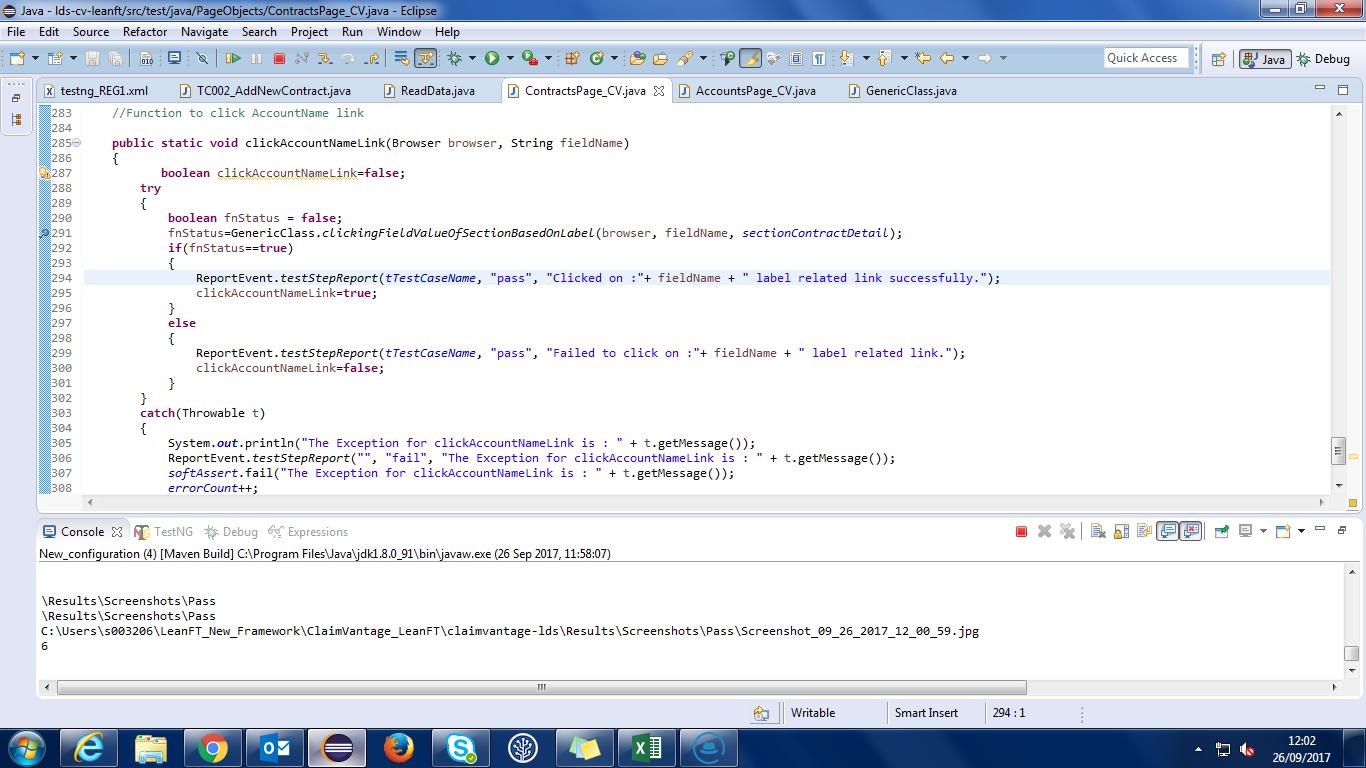 Java - lds-cv-leanft/src/test/java/PageObjects/ContractsPage_CV.java - Eclipse
File Edit Source Refactor Navigate Search Project Run Window Help
Quick Access Java Debug
testng_REG1.xml TC002_AddNewContract.java ReadData.java ContractsPage_CV.java AccountsPage_CV.java GenericClass.java
283 //Function to click AccountName link
284
285 public static void clickAccountNameLink(Browser browser, String fieldName)
286 {
287 boolean clickAccountNameLink=false;
288 try
289 {
290 boolean fnStatus = false;
291 fnStatus=GenericClass.clickingFieldValueOfSectionBasedOnLabel(browser, fieldName, sectionContractDetail);
292 if(fnStatus==true)
293 {
294 ReportEvent.testStepReport(tTestCaseName, "pass", "Clicked on :"+ fieldName + " label related link successfully.");
295 clickAccountNameLink=true;
296 }
297 else
298 {
299 ReportEvent.testStepReport(tTestCaseName, "pass", "Failed to click on :"+ fieldName + " label related link.");
300 clickAccountNameLink=false;
301 }
302 }
303 catch(Throwable t)
304 {
305 System.out.println("The Exception for clickAccountNameLink is : " + t.getMessage());
306 ReportEvent.testStepReport("", "fail", "The Exception for clickAccountNameLink is : " + t.getMessage());
307 softAssert.fail("The Exception for clickAccountNameLink is : " + t.getMessage());
308 errorCount++;
Console TestNG Debug Expressions
New_configuration (4) [Maven Build] C:\Program Files\Java\jdk1.8.0_91\bin\javaw.exe (26 Sep 2017, 11:58:07)
\Results\Screenshots\Pass
\Results\Screenshots\Pass
C:\Users\s003206\LeanFT_New_Framework\ClaimVantage_LeanFT\claimvantage-lds\Results\Screenshots\Pass\Screenshot_09_26_2017_12_00_59.jpg
6
Writable Smart Insert 294 : 1
12:02
26/09/2017